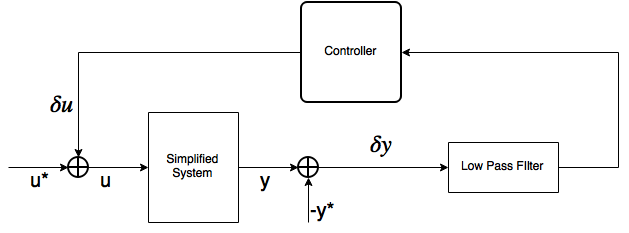 Controller
δu
Simplified
System
δy
Low Pass FIlter
u*
u
y
-y*